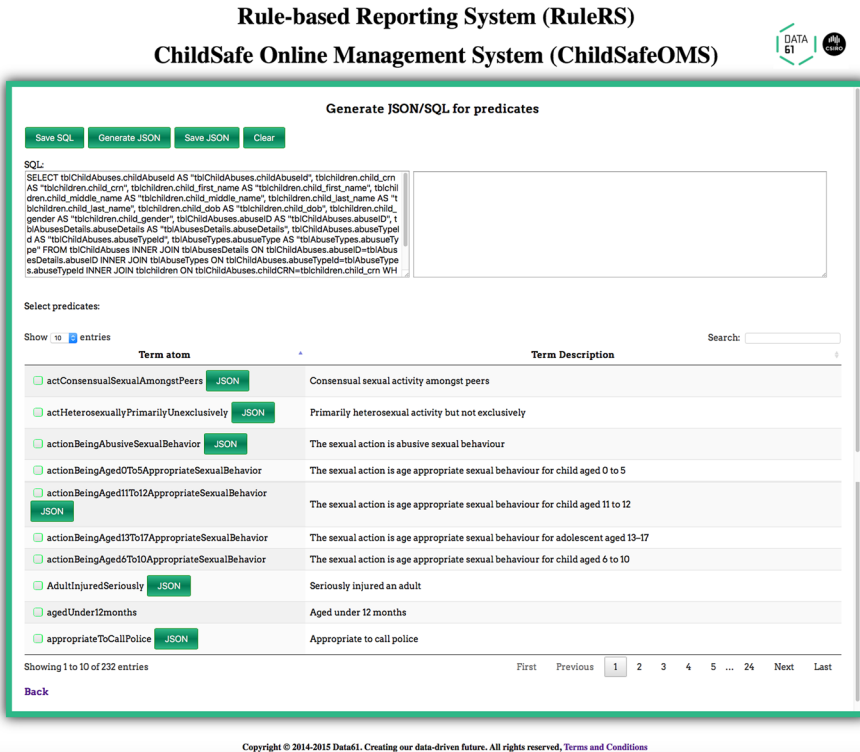 Rule-based Reporting System (RuleRS)
ChildSafe Online Management System (ChildSafeOMS)
DATA
61
CSIRO
Generate JSON/SQL for predicates
Save SQL Generate JSON Save JSON Clear
SQL:
SELECT tblChildAbuses.childAbuseId AS "tblChildAbuses.childAbuseId", tblchildren.child_crn
AS "tblchildren.child_crn", tblchildren.child_first_name AS "tblchildren.child_first_name", tblchil
dren.child_middle_name AS "tblchildren.child_middle_name", tblchildren.child_last_name AS "t
blchildren.child_last_name", tblchildren.child_dob AS "tblchildren.child_dob", tblchildren.child_
gender AS "tblchildren.child_gender", tblChildAbuses.abuseID AS "tblChildAbuses.abuseID", t
blAbusesDetails.abuseDetails AS "tblAbusesDetails.abuseDetails", tblChildAbuses.abuseTypeI
d AS "tblChildAbuses.abuseTypeId", tblAbuseTypes.abusueType AS "tblAbuseTypes.abusueTy
pe" FROM tblChildAbuses INNER JOIN tblAbusesDetails ON tblChildAbuses.abuseID=tblAbus
esDetails.abuseID INNER JOIN tblAbuseTypes ON tblChildAbuses.abuseTypeId=tblAbuseType
s.abuseTypeId INNER JOIN tblchildren ON tblChildAbuses.childCRN=tblchildren.child_crn WH
Select predicates:
Show 10 entries Search:
Term atom Term Description
actConsensualSexualAmongstPeers JSON Consensual sexual activity amongst peers
actHeterosexuallyPrimarilyUnexclusively JSON Primarily heterosexual activity but not exclusively
actionBeingAbusiveSexualBehavior JSON The sexual action is abusive sexual behaviour
actionBeingAged0To5AppropriateSexualBehavior The sexual action is age appropriate sexual behaviour for child aged 0 to 5
actionBeingAged11To12AppropriateSexualBehavior
JSON The sexual action is age appropriate sexual behaviour for child aged 11 to 12
actionBeingAged13To17AppropriateSexualBehavior The sexual action is age appropriate sexual behaviour for adolescent aged 13–17
actionBeingAged6To10AppropriateSexualBehavior The sexual action is age appropriate sexual behaviour for child aged 6 to 10
AdultInjuredSeriously JSON Seriously injured an adult
agedUnder12months Aged under 12 months
appropriateToCallPolice JSON Appropriate to call police
Showing 1 to 10 of 232 entries First Previous 1 2 3 4 5 ... 24 Next Last
Back
Copyright © 2014-2015 Data61. Creating our data-driven future. All rights reserved, Terms and Conditions